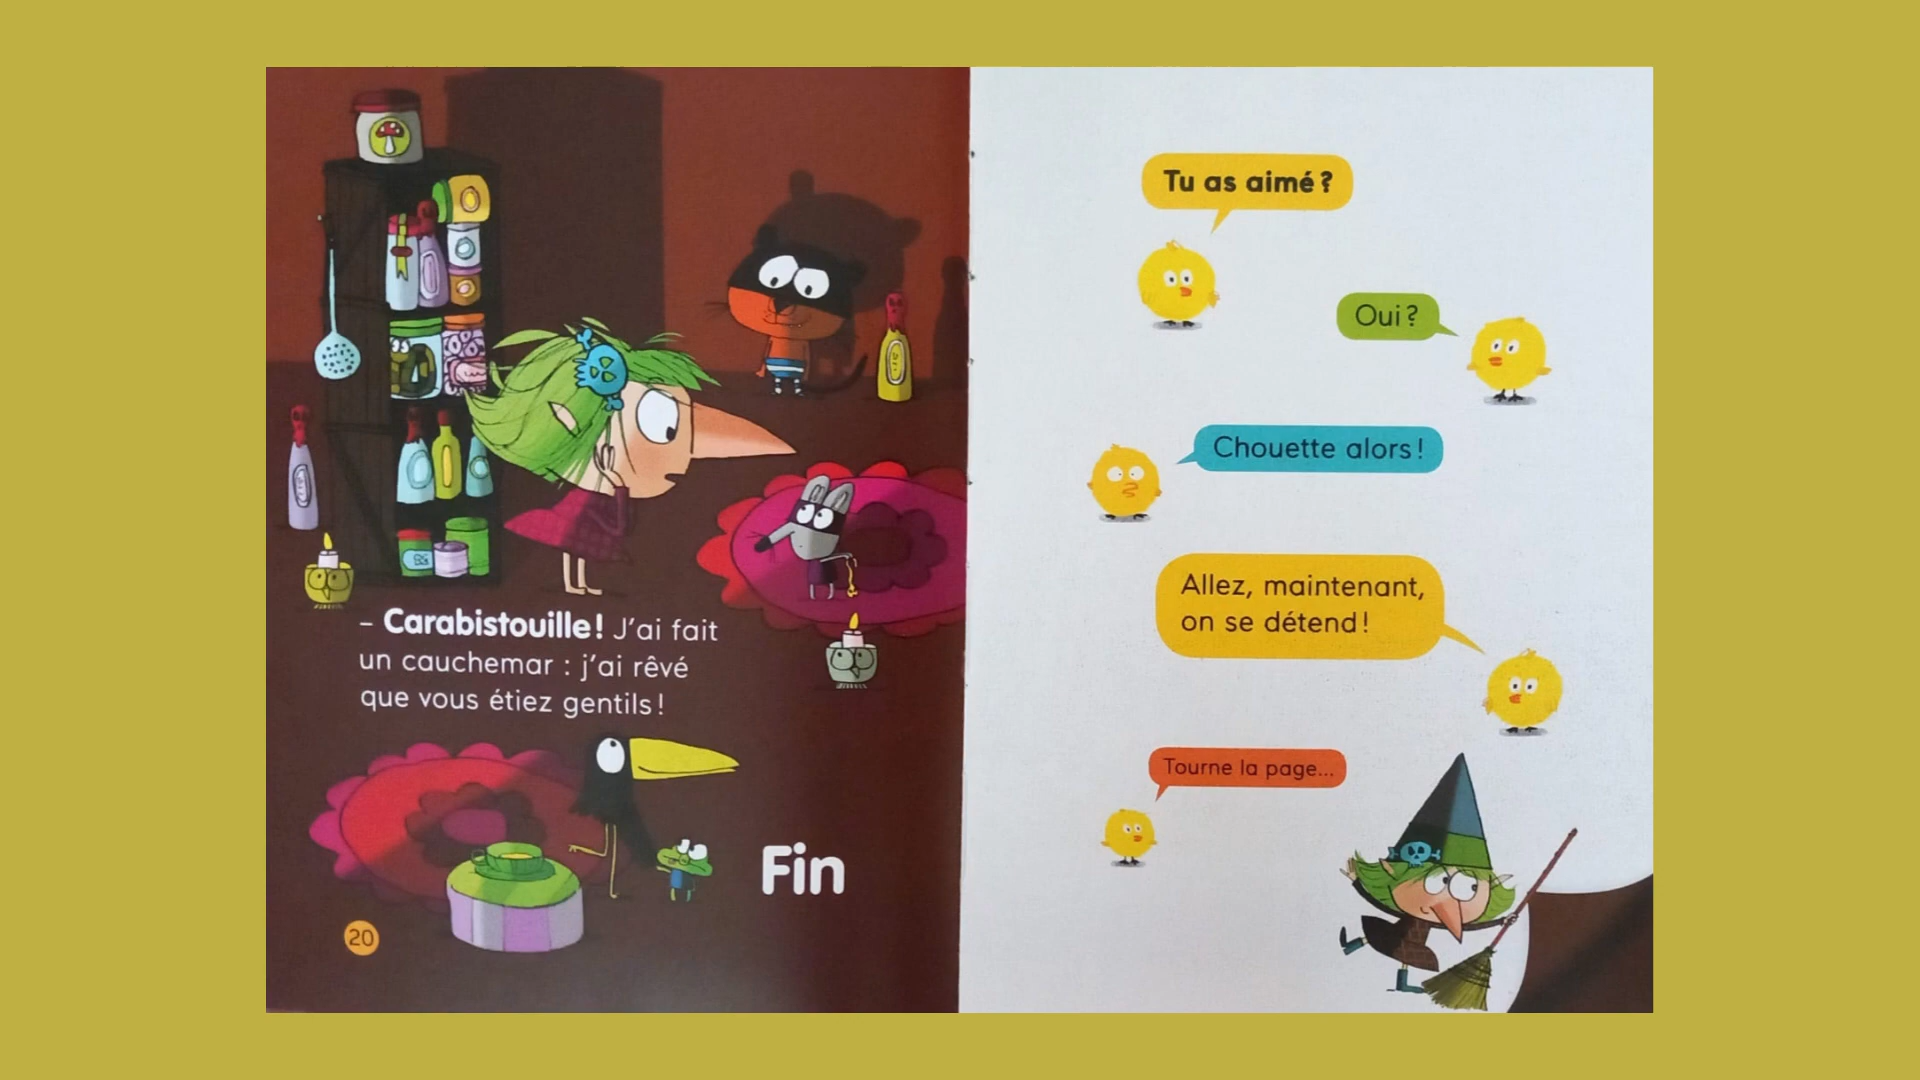 – Carabistouille! J'ai fait
un cauchemar : j'ai rêvé
que vous étiez gentils!
Fin
20
Tu as aimé?
Oui?
Chouette alors!
Allez, maintenant,
on se détend!
Tourne la page...